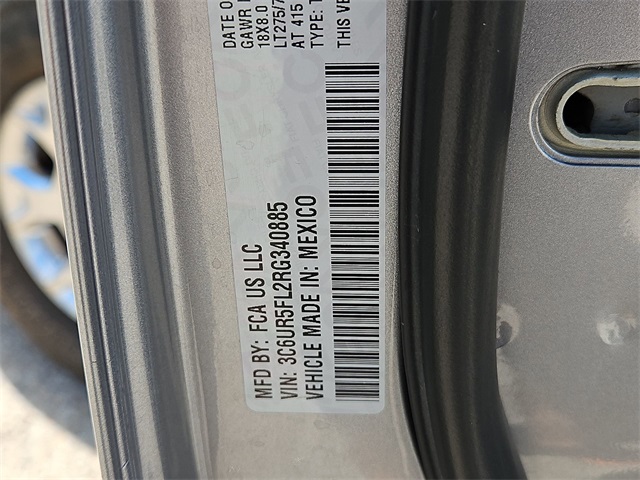 DATE O
GAWR
18X8.0
LT275/7
AT 415
TYPE: T
THIS VE
MFD BY: FCA US LLC
VIN: 3C6UR5FL2RG340885
VEHICLE MADE IN: MEXICO